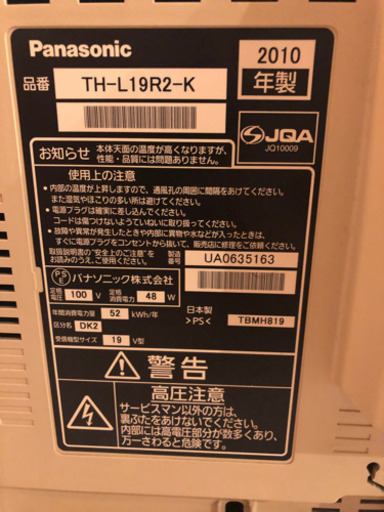 Panasonic
2010
年製
品番
TH-L19R2-K
JQA
JQ10009
お知らせ
本体天面の温度が高くなりますが、
性能・品質には問題ありません。
使用上の注意
・内部の温度が上昇しますので、通風孔の周囲に間隔をあけてください。
また湿気やほこりの多い所は避けてください。
・電源プラグは確実に差し込んでください。
コードは傷つけないようていねいに取り扱ってください。
・故障や異常が発生したときや内部に異物や水などが入ったときは、
すぐに電源プラグをコンセントから抜いて、販売店に修理をご依頼ください。
取扱説明書の“安全上のご注意”を
お読みのうえ、ご使用ください。
製造
番号
UA0635163
PSE
パナソニック株式会社
定格
電圧
100 V
定格
消費電力
48 W
日本製
>PS<
TBMH819
年間消費電力量 52 kWh/年
区分名 DK2
受信機型サイズ 19 V型
警告
高圧注意
サービスマン以外の方は、
裏ぶたをあけないでください。
内部には高電圧部分が数多くあり、
万一さわると危険です。